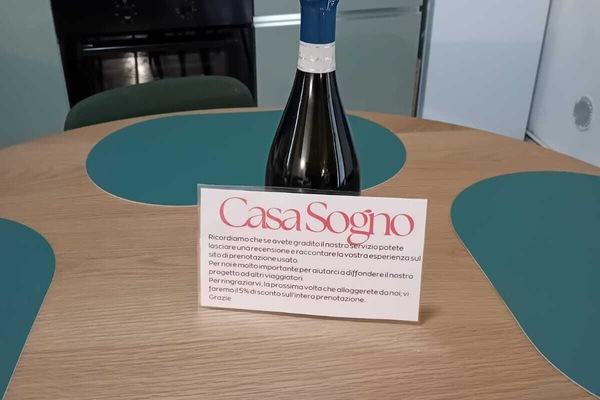 Casa Sogno
Ricordiamo che se avete gradito il nostro servizio potete
lasciare una recensione e raccontare la vostra esperienza sul
sito di prenotazione usato.
Per noi è molto importante per aiutarci a diffondere il nostro
progetto ad altri viaggiatori.
Per ringraziarvi, la prossima volta che alloggerete da noi, vi
faremo il 5% di sconto sull'intera prenotazione.
Grazie